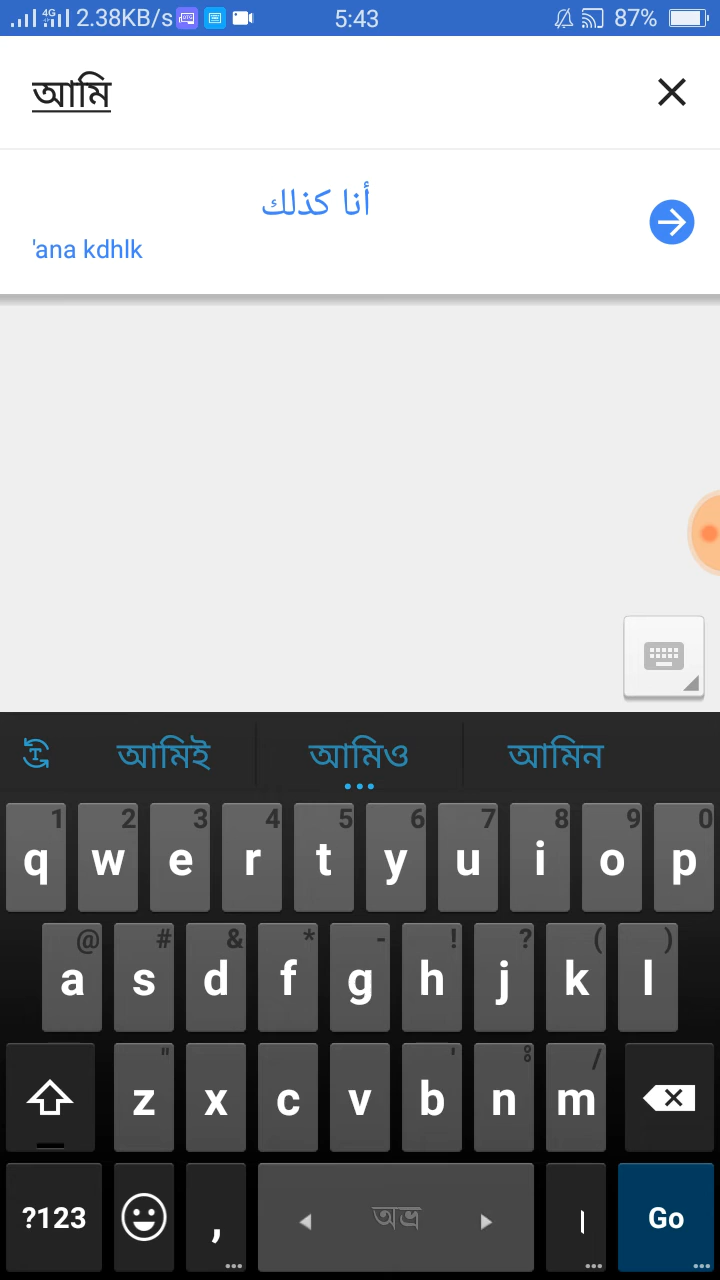 4G 2.38KB/s 5:43 87%
আমি
أنا كذلك
'ana kdhlk
আমিই আমিও আমিন
1 2 3 4 5 6 7 8 9 0
q w e r t y u i o p
@ # & * - ! ? ( )
a s d f g h j k l
" ' : /
z x c v b n m
?123 , অভ্র । Go